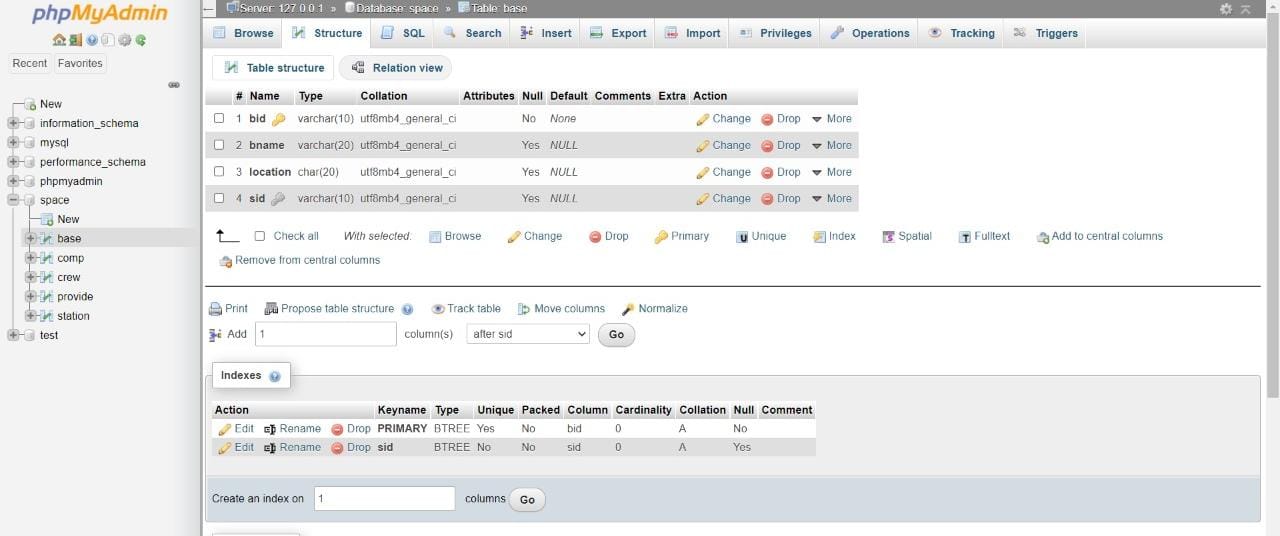 phpMyAdmin
Recent Favorites
New
information_schema
mysql
performance_schema
phpmyadmin
space
New
base
comp
crew
provide
station
test
Server: 127.0.0.1 » Database: space » Table: base
Browse Structure SQL Search Insert Export Import Privileges Operations Tracking Triggers
Table structure Relation view
# Name Type Collation Attributes Null Default Comments Extra Action
1 bid varchar(10) utf8mb4_general_ci No None Change Drop More
2 bname varchar(20) utf8mb4_general_ci Yes NULL Change Drop More
3 location char(20) utf8mb4_general_ci Yes NULL Change Drop More
4 sid varchar(10) utf8mb4_general_ci Yes NULL Change Drop More
Check all With selected: Browse Change Drop Primary Unique Index Spatial Fulltext Add to central columns
Remove from central columns
Print Propose table structure Track table Move columns Normalize
Add 1 column(s) after sid Go
Indexes
Action Keyname Type Unique Packed Column Cardinality Collation Null Comment
Edit Rename Drop PRIMARY BTREE Yes No bid 0 A No
Edit Rename Drop sid BTREE No No sid 0 A Yes
Create an index on 1 columns Go